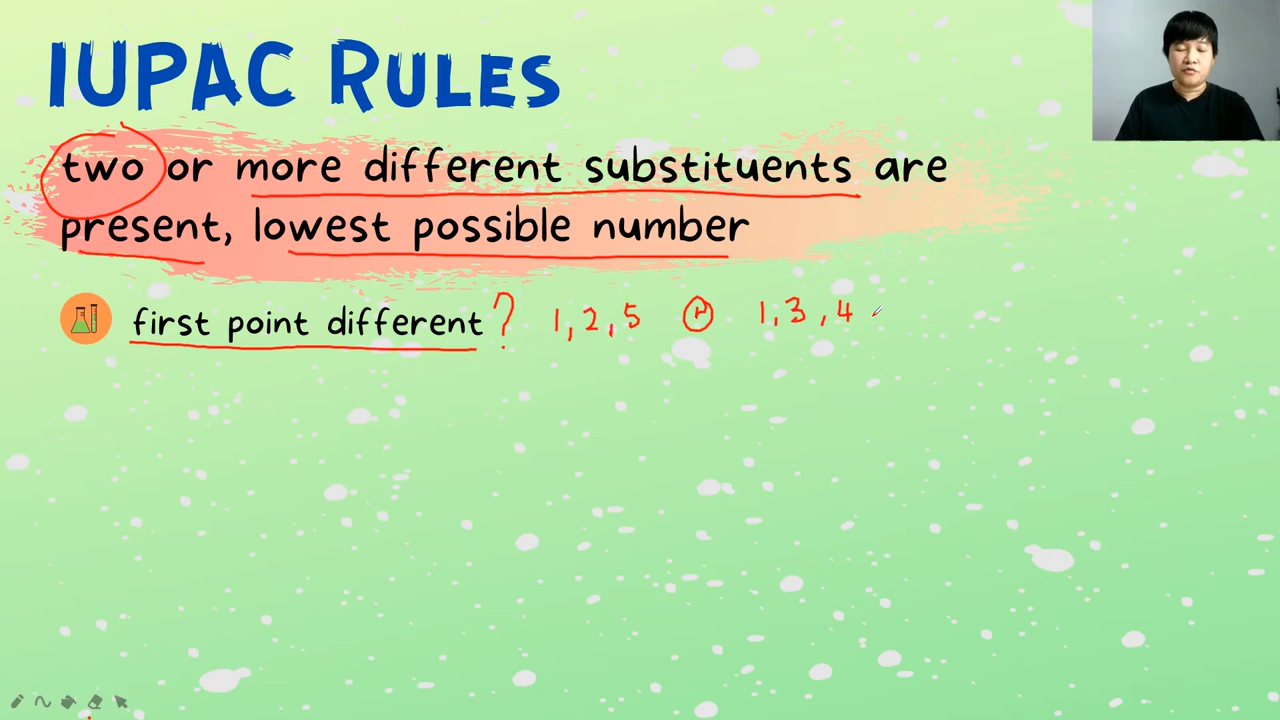 IUPAC RULES
two or more different substituents are
present, lowest possible number
first point different ? 1, 2, 5 1, 3, 4